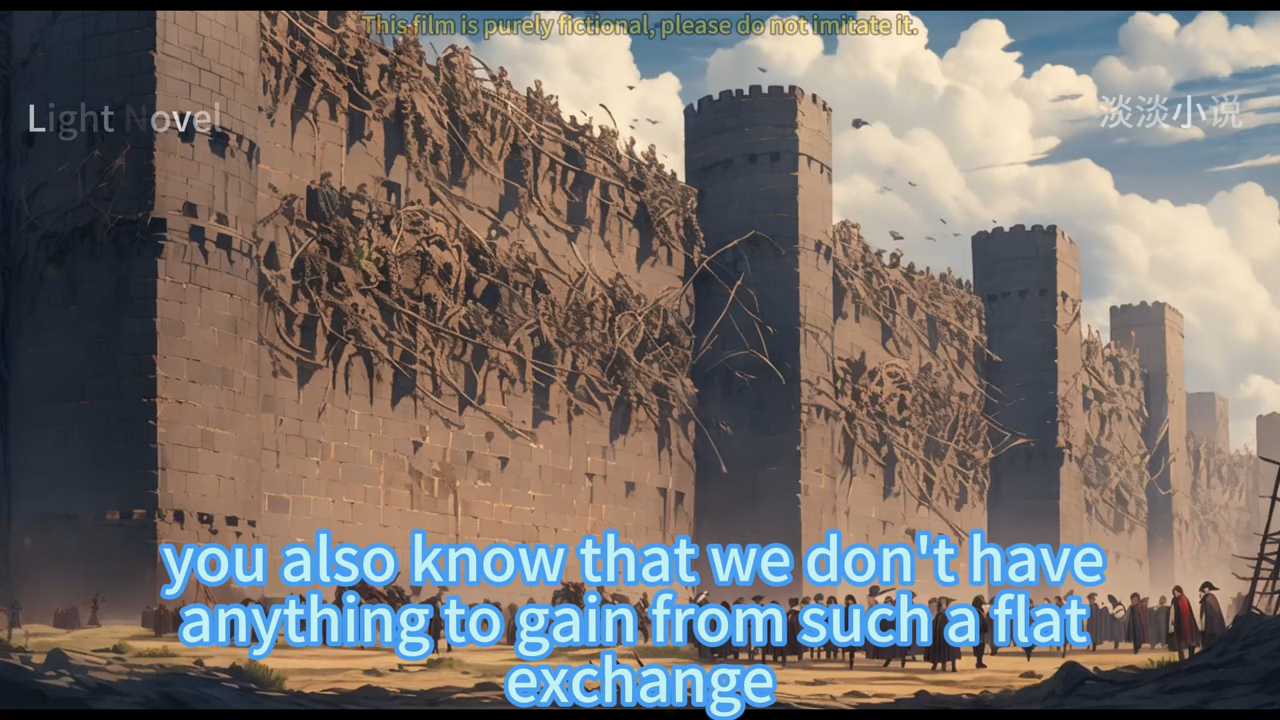 This film is purely fictional, please do not imitate it.
Light Novel
淡淡小说
you also know that we don't have
anything to gain from such a flat
exchange